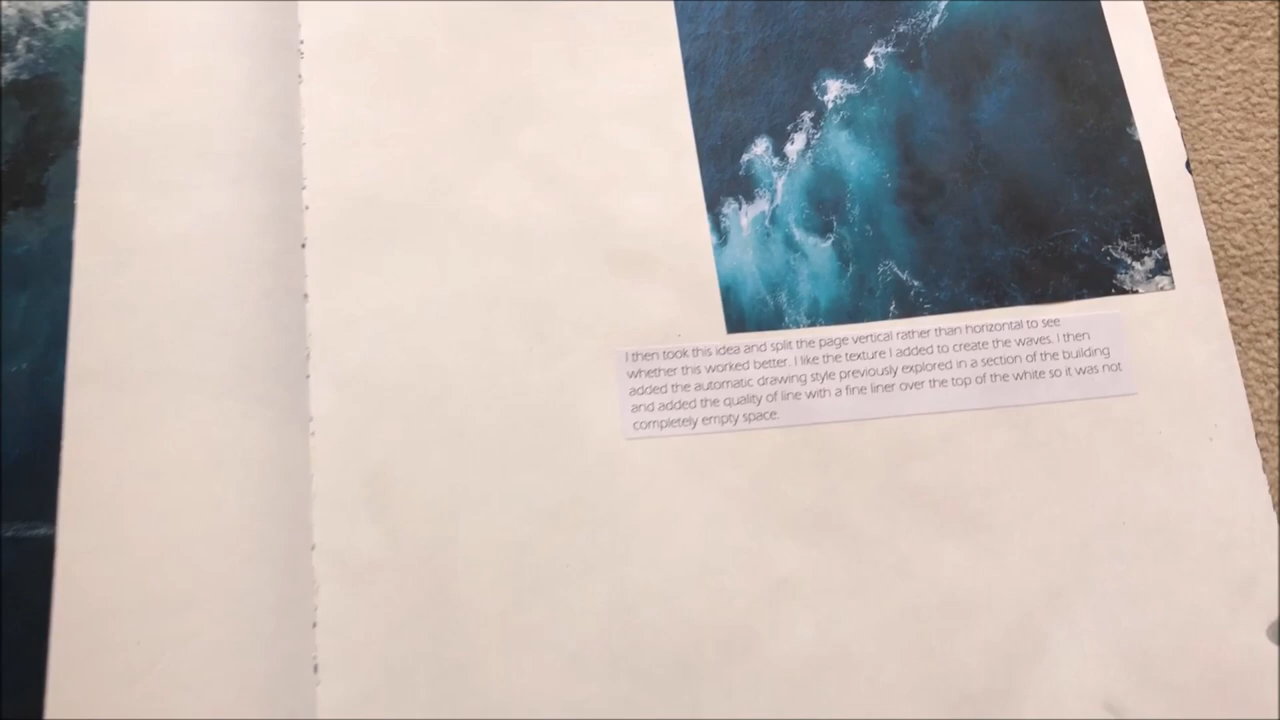 I then took this idea and split the page vertical rather than horizontal to see
whether this worked better. I like the texture I added to create the waves. I then
added the automatic drawing style previously explored in a section of the building
and added the quality of line with a fine liner over the top of the white so it was not
completely empty space.